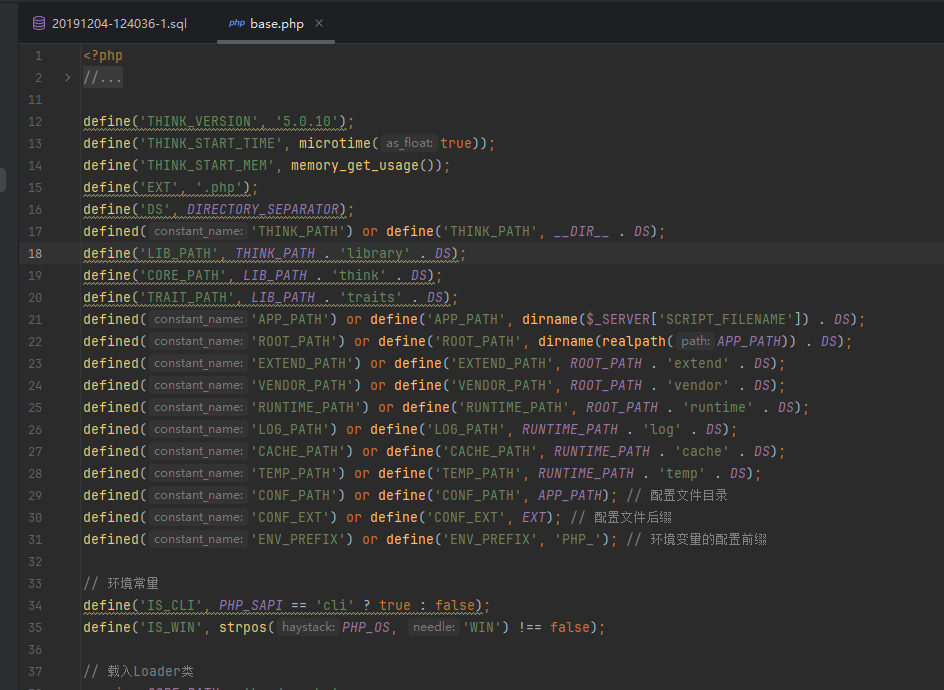 20191204-124036-1.sql
php base.php ×
1 <?php
2 > //...
11
12 define('THINK_VERSION', '5.0.10');
13 define('THINK_START_TIME', microtime( as_float: true));
14 define('THINK_START_MEM', memory_get_usage());
15 define('EXT', '.php');
16 define('DS', DIRECTORY_SEPARATOR);
17 defined( constant_name: 'THINK_PATH') or define('THINK_PATH', __DIR__ . DS);
18 define('LIB_PATH', THINK_PATH . 'library' . DS);
19 define('CORE_PATH', LIB_PATH . 'think' . DS);
20 define('TRAIT_PATH', LIB_PATH . 'traits' . DS);
21 defined( constant_name: 'APP_PATH') or define('APP_PATH', dirname($_SERVER['SCRIPT_FILENAME']) . DS);
22 defined( constant_name: 'ROOT_PATH') or define('ROOT_PATH', dirname(realpath( path: APP_PATH)) . DS);
23 defined( constant_name: 'EXTEND_PATH') or define('EXTEND_PATH', ROOT_PATH . 'extend' . DS);
24 defined( constant_name: 'VENDOR_PATH') or define('VENDOR_PATH', ROOT_PATH . 'vendor' . DS);
25 defined( constant_name: 'RUNTIME_PATH') or define('RUNTIME_PATH', ROOT_PATH . 'runtime' . DS);
26 defined( constant_name: 'LOG_PATH') or define('LOG_PATH', RUNTIME_PATH . 'log' . DS);
27 defined( constant_name: 'CACHE_PATH') or define('CACHE_PATH', RUNTIME_PATH . 'cache' . DS);
28 defined( constant_name: 'TEMP_PATH') or define('TEMP_PATH', RUNTIME_PATH . 'temp' . DS);
29 defined( constant_name: 'CONF_PATH') or define('CONF_PATH', APP_PATH); // 配置文件目录
30 defined( constant_name: 'CONF_EXT') or define('CONF_EXT', EXT); // 配置文件后缀
31 defined( constant_name: 'ENV_PREFIX') or define('ENV_PREFIX', 'PHP_'); // 环境变量的配置前缀
32
33 // 环境常量
34 define('IS_CLI', PHP_SAPI == 'cli' ? true : false);
35 define('IS_WIN', strpos( haystack: PHP_OS, needle: 'WIN') !== false);
36
37 // 载入Loader类